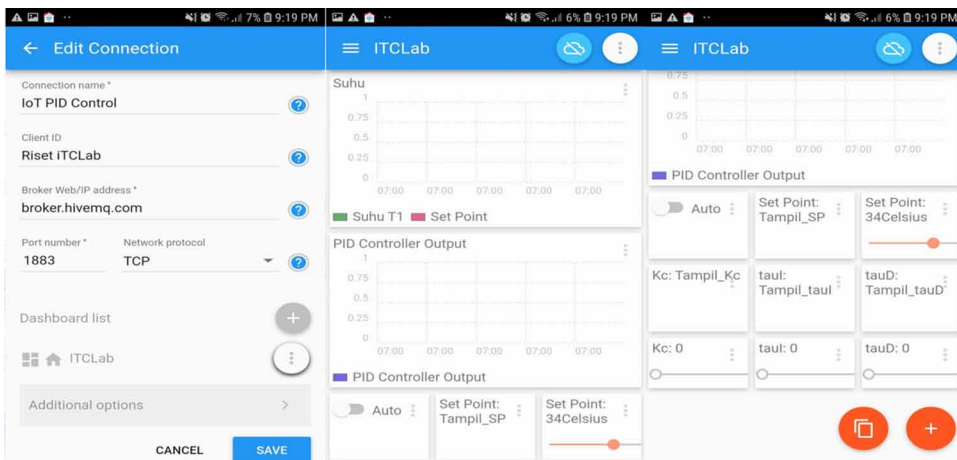 7% 9:19 PM
Edit Connection
Connection name *
IoT PID Control
Client ID
Riset iTCLab
Broker Web/IP address *
broker.hivemq.com
Port number *
Network protocol
1883
TCP
Dashboard list
ITCLab
Additional options
CANCEL
SAVE
6% 9:19 PM
ITCLab
Suhu
1
0.75
0.5
0.25
0
07:00 07:00 07:00 07:00 07:00
Suhu T1 Set Point
PID Controller Output
1
0.75
0.5
0.25
0
07:00 07:00 07:00 07:00 07:00
PID Controller Output
Auto
Set Point:
Tampil_SP
Set Point:
34Celsius
6% 9:19 PM
ITCLab
0.75
0.5
0.25
0
07:00 07:00 07:00 07:00 07:00
PID Controller Output
Auto
Set Point:
Tampil_SP
Set Point:
34Celsius
Kc: Tampil_Kc
tauI:
Tampil_tauI
tauD:
Tampil_tauD
Kc: 0
tauI: 0
tauD: 0